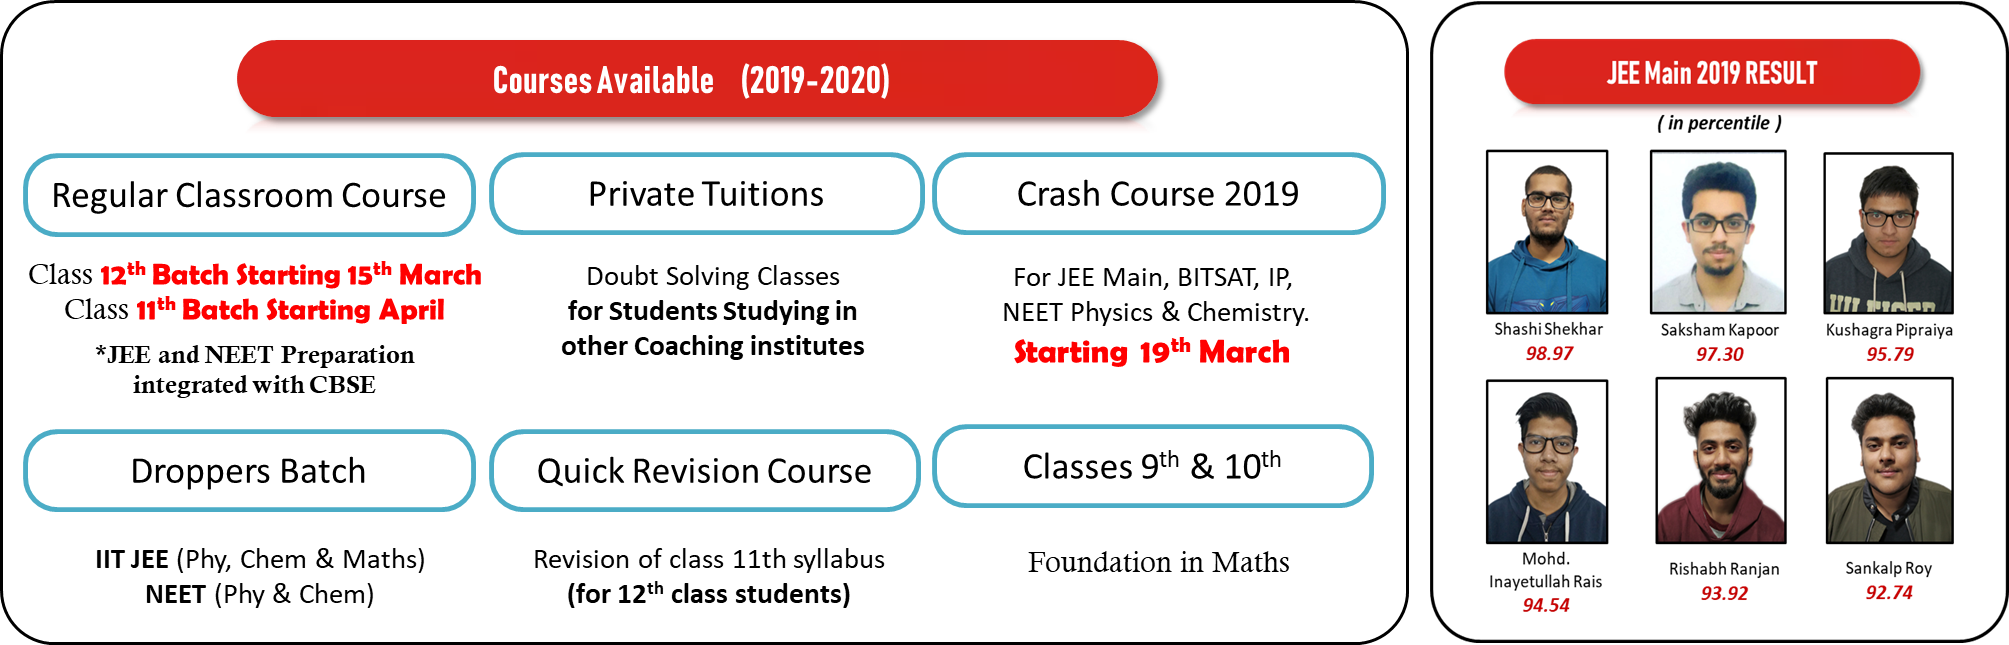 Courses Available (2019-2020)
Regular Classroom Course
Class 12th Batch Starting 15th March
Class 11th Batch Starting April
*JEE and NEET Preparation
integrated with CBSE
Private Tuitions
Doubt Solving Classes
for Students Studying in
other Coaching institutes
Crash Course 2019
For JEE Main, BITSAT, IP,
NEET Physics & Chemistry.
Starting 19th March
Droppers Batch
IIT JEE (Phy, Chem & Maths)
NEET (Phy & Chem)
Quick Revision Course
Revision of class 11th syllabus
(for 12th class students)
Classes 9th & 10th
Foundation in Maths
JEE Main 2019 RESULT
( in percentile )
Shashi Shekhar
98.97
Saksham Kapoor
97.30
Kushagra Pipraiya
95.79
Mohd.
Inayetullah Rais
94.54
Rishabh Ranjan
93.92
Sankalp Roy
92.74